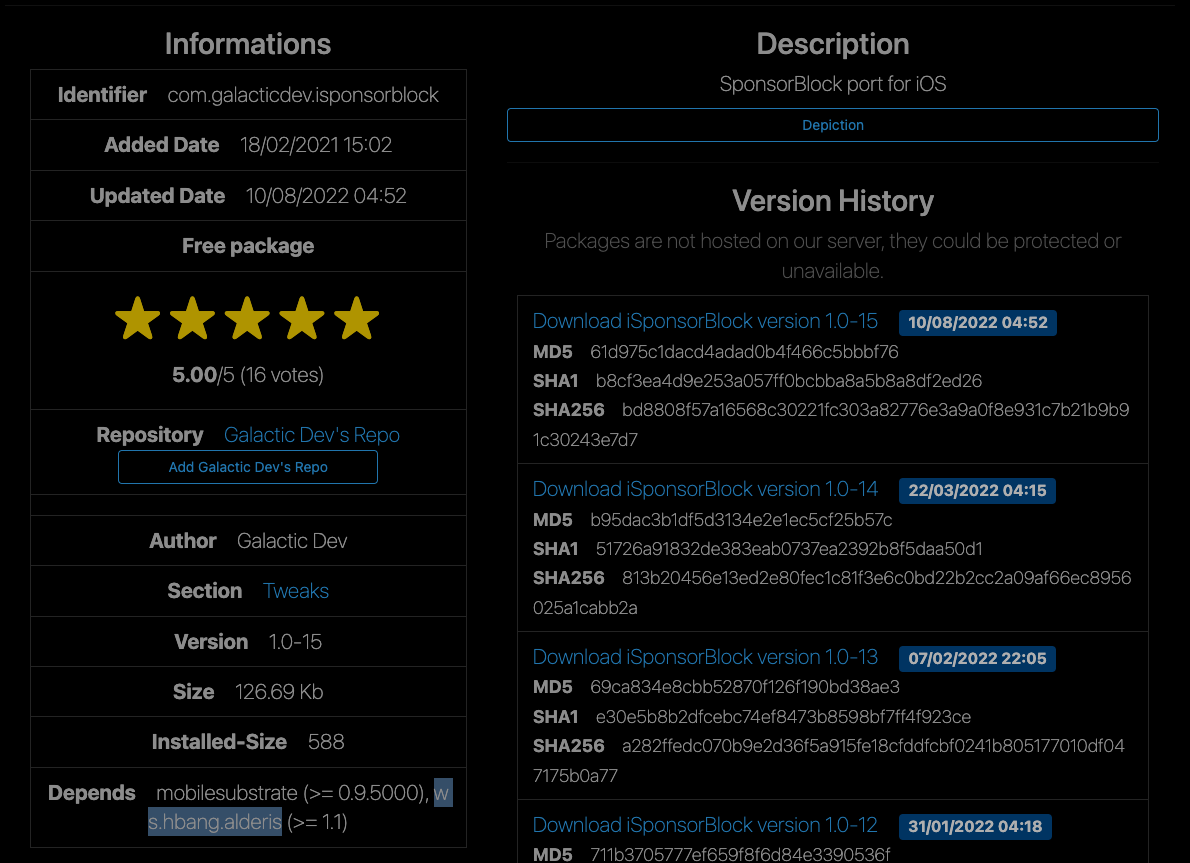 Informations
Identifier com.galacticdev.isponsorblock
Added Date 18/02/2021 15:02
Updated Date 10/08/2022 04:52
Free package
5.00/5 (16 votes)
Repository Galactic Dev's Repo
Add Galactic Dev's Repo
Author Galactic Dev
Section Tweaks
Version 1.0-15
Size 126.69 Kb
Installed-Size 588
Depends mobilesubstrate (>= 0.9.5000), w
s.hbang.alderis (>= 1.1)
Description
SponsorBlock port for iOS
Depiction
Version History
Packages are not hosted on our server, they could be protected or
unavailable.
Download iSponsorBlock version 1.0-15 10/08/2022 04:52
MD5 61d975c1dacd4adad0b4f466c5bbbf76
SHA1 b8cf3ea4d9e253a057ff0bcbba8a5b8a8df2ed26
SHA256 bd8808f57a16568c30221fc303a82776e3a9a0f8e931c7b21b9b9
1c30243e7d7
Download iSponsorBlock version 1.0-14 22/03/2022 04:15
MD5 b95dac3b1df5d3134e2e1ec5cf25b57c
SHA1 51726a91832de383eab0737ea2392b8f5daa50d1
SHA256 813b20456e13ed2e80fec1c81f3e6c0bd22b2cc2a09af66ec8956
025a1cabb2a
Download iSponsorBlock version 1.0-13 07/02/2022 22:05
MD5 69ca834e8cbb52870f126f190bd38ae3
SHA1 e30e5b8b2dfcebc74ef8473b8598bf7ff4f923ce
SHA256 a282ffedc070b9e2d36f5a915fe18cfddfcbf0241b805177010df04
7175b0a77
Download iSponsorBlock version 1.0-12 31/01/2022 04:18
MD5 711b3705777ef659f8f6d84e3390536f